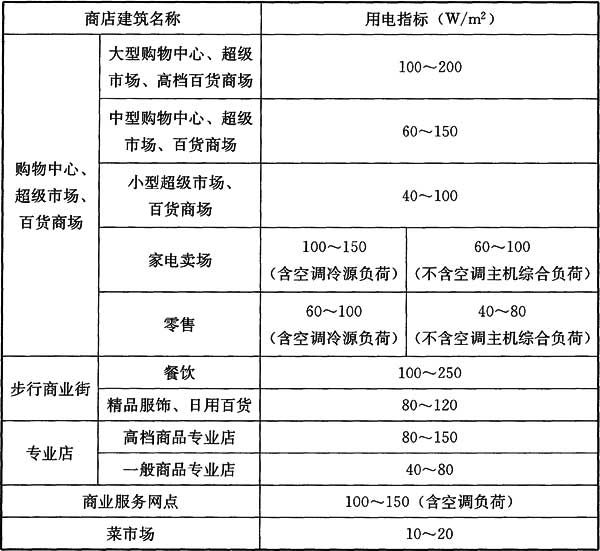 商店建筑名称
用电指标（W/m²）
购物中心、
超级市场、
百货商场
大型购物中心、超级
市场、高档百货商场
100～200
中型购物中心、超级
市场、百货商场
60～150
小型超级市场、
百货商场
40～100
家电卖场
100～150
（含空调冷源负荷）
60～100
（不含空调主机综合负荷）
零售
60～100
（含空调冷源负荷）
40～80
（不含空调主机综合负荷）
步行商业街
餐饮
100～250
精品服饰、日用百货
80～120
专业店
高档商品专业店
80～150
一般商品专业店
40～80
商业服务网点
100～150（含空调负荷）
菜市场
10～20